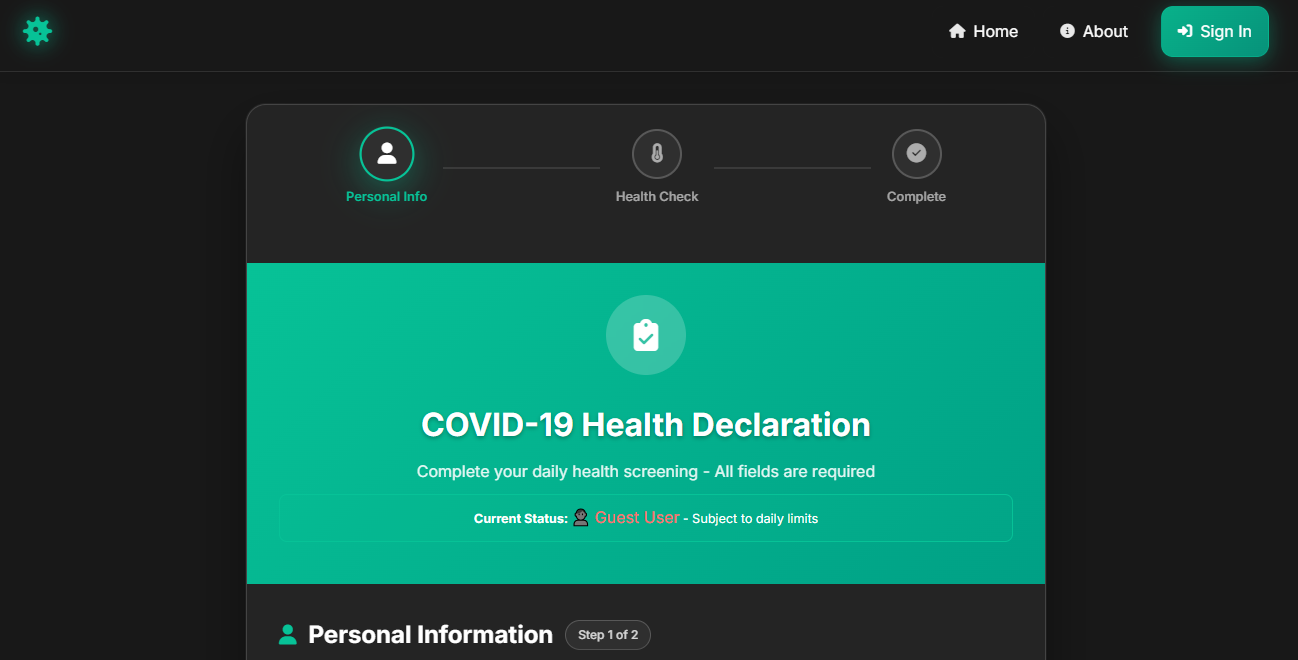 Home
About
Sign In
Personal Info
Health Check
Complete
COVID-19 Health Declaration
Complete your daily health screening - All fields are required
Current Status: Guest User - Subject to daily limits
Personal Information
Step 1 of 2